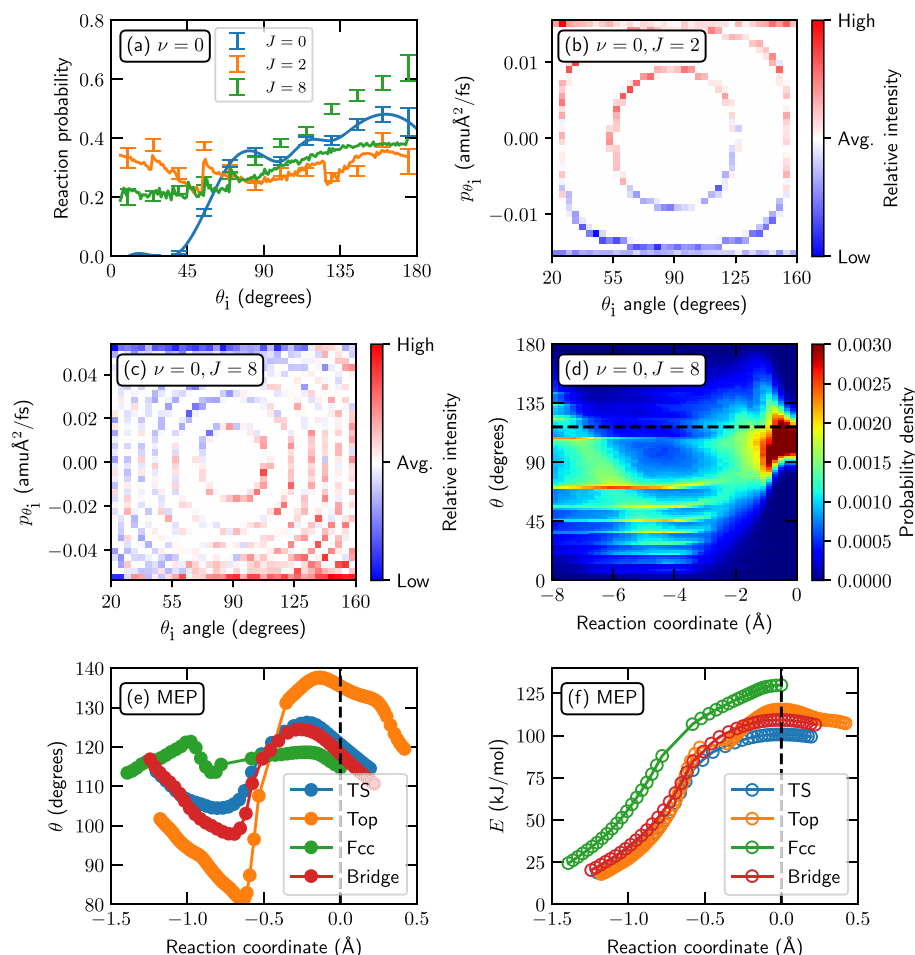 (a) ν = 0
J = 0
J = 2
J = 8
Reaction probability
0.8
0.6
0.4
0.2
0.0
0 45 90 135 180
θi (degrees)
(b) ν = 0, J = 2
pθi (amuÅ²/fs)
0.01
0.00
−0.01
20 55 90 125 160
θi angle (degrees)
High
Avg.
Low
Relative intensity
(c) ν = 0, J = 8
pθi (amuÅ²/fs)
0.04
0.02
0.00
−0.02
−0.04
20 55 90 125 160
θi angle (degrees)
High
Avg.
Low
Relative intensity
(d) ν = 0, J = 8
θ (degrees)
180
135
90
45
0
−8 −6 −4 −2 0
Reaction coordinate (Å)
0.0030
0.0025
0.0020
0.0015
0.0010
0.0005
0.0000
Probability density
(e) MEP
θ (degrees)
140
130
120
110
100
90
80
−1.5 −1.0 −0.5 0.0 0.5
Reaction coordinate (Å)
TS
Top
Fcc
Bridge
(f) MEP
E (kJ/mol)
125
100
75
50
25
0
−1.5 −1.0 −0.5 0.0 0.5
Reaction coordinate (Å)
TS
Top
Fcc
Bridge